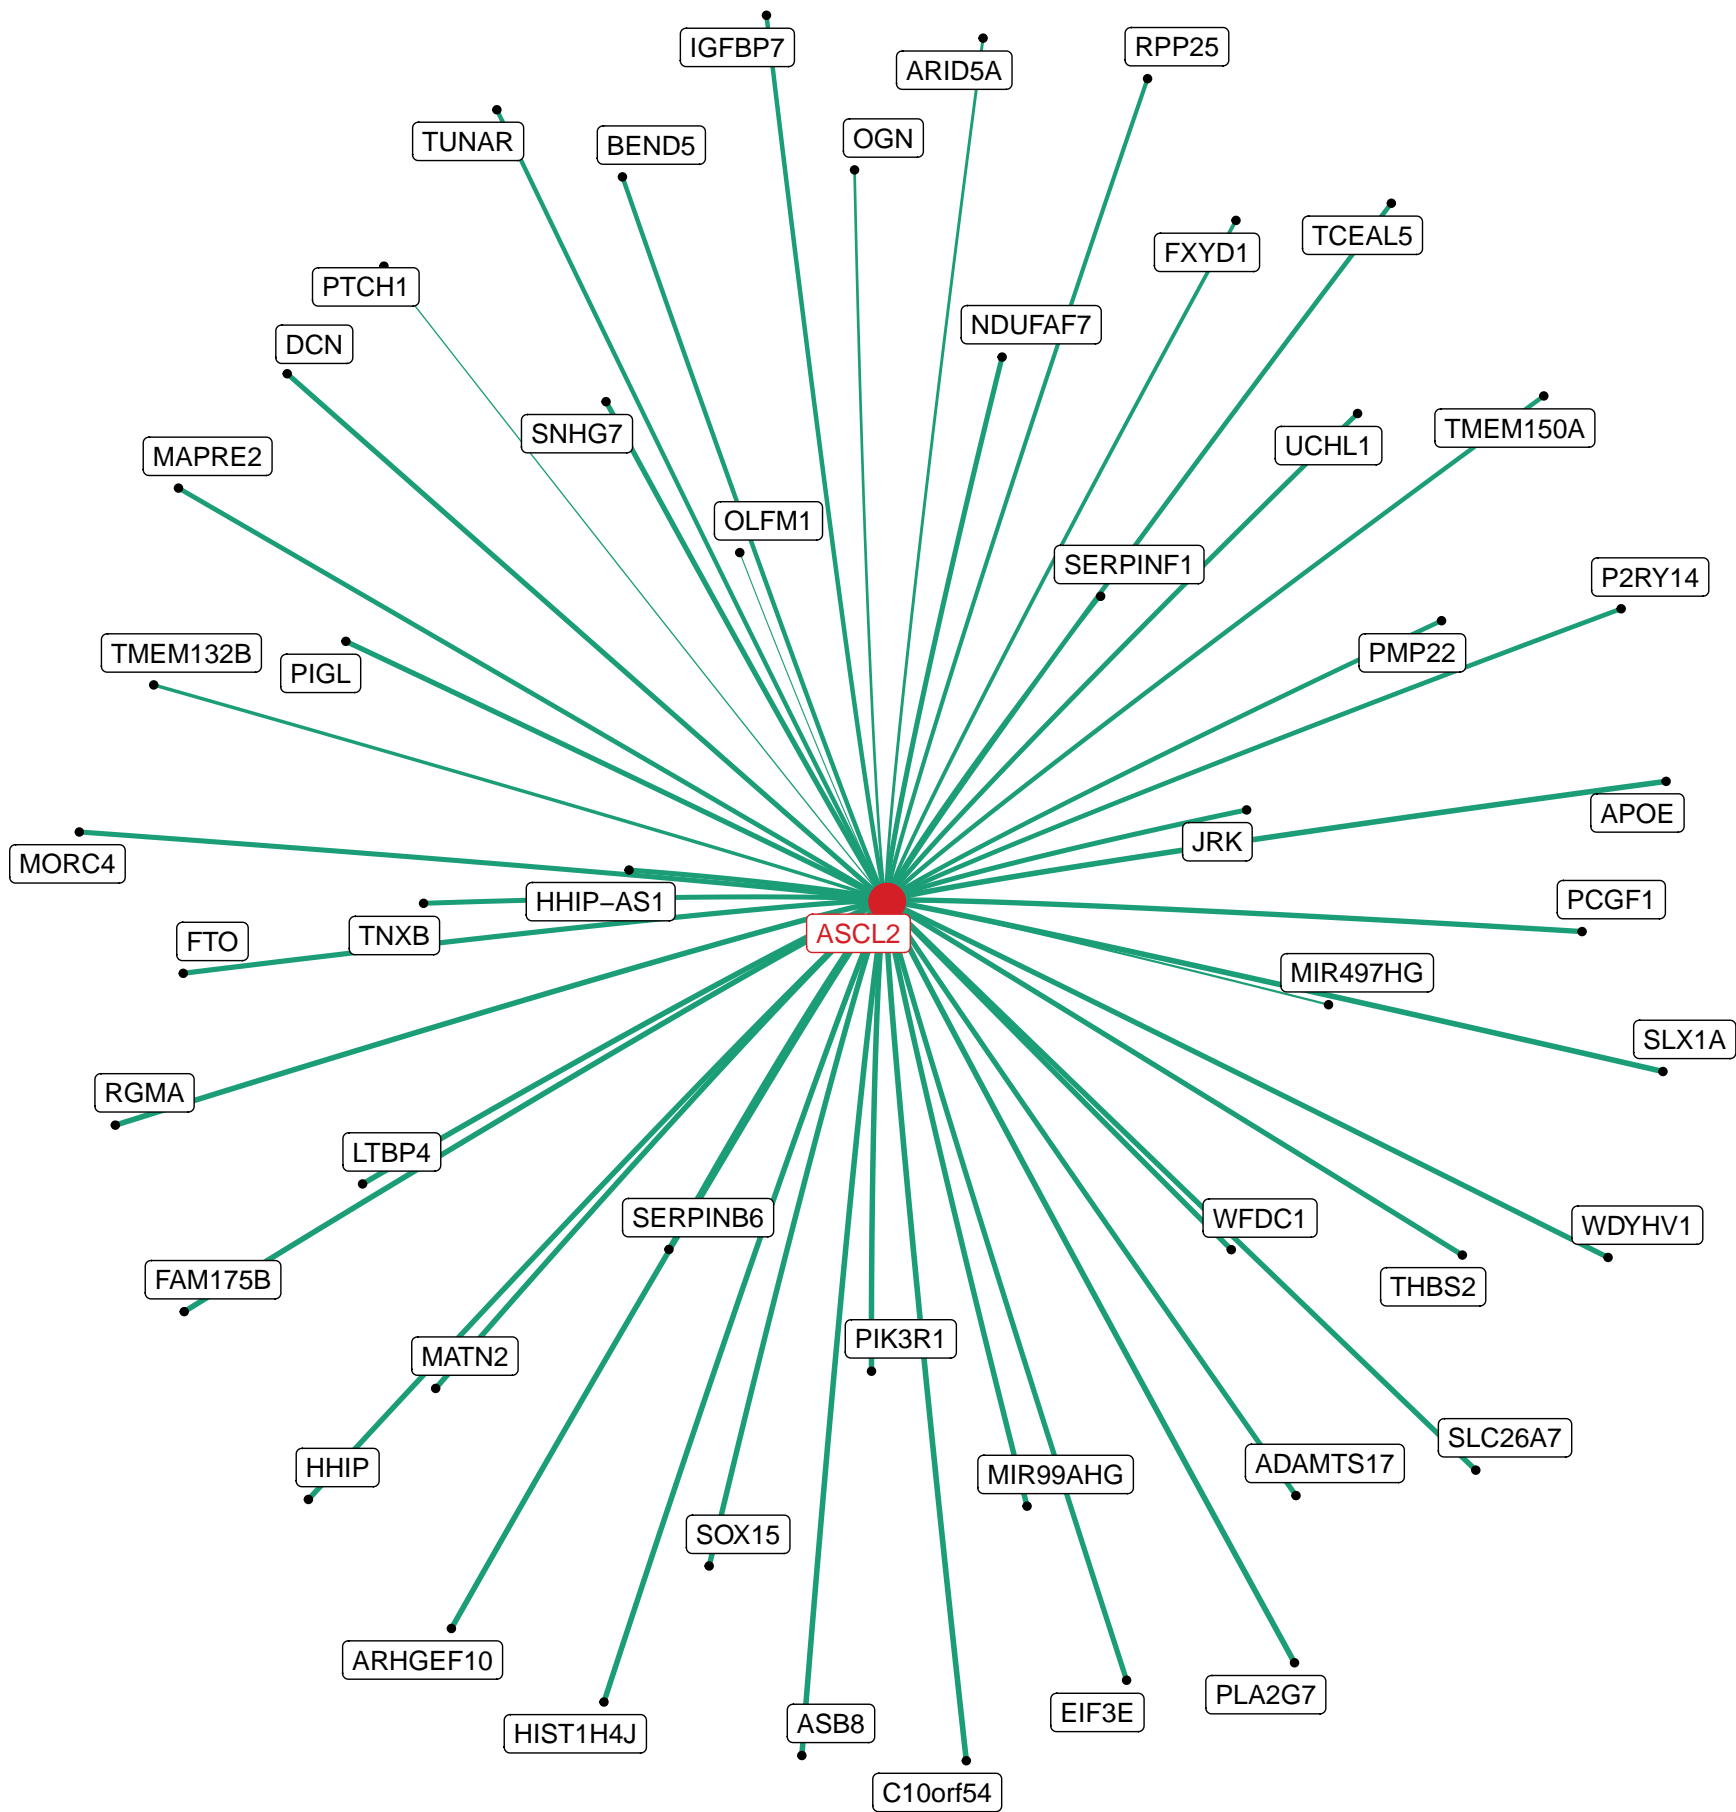 IGFBP7
RPP25
ARID5A
OGN
TUNAR
BEND5
TCEAL5
FXYD1
PTCH1
NDUFAF7
DCN
TMEM150A
SNHG7
UCHL1
MAPRE2
OLFM1
SERPINF1
P2RY14
TMEM132B
PMP22
PIGL
APOE
JRK
MORC4
HHIP−AS1
PCGF1
ASCL2
TNXB
FTO
MIR497HG
SLX1A
RGMA
LTBP4
SERPINB6
WFDC1
WDYHV1
FAM175B
THBS2
PIK3R1
MATN2
SLC26A7
ADAMTS17
HHIP
MIR99AHG
SOX15
ARHGEF10
PLA2G7
EIF3E
ASB8
HIST1H4J
C10orf54